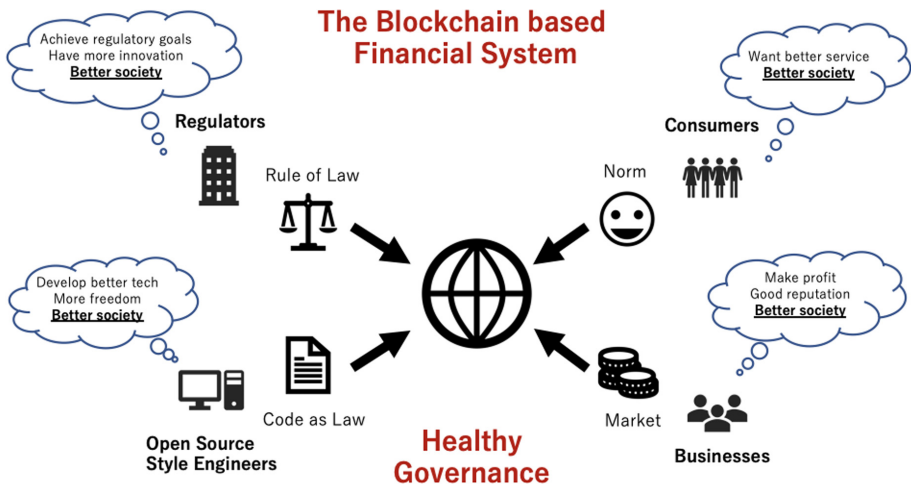 The Blockchain based
Financial System
Achieve regulatory goals
Have more innovation
Better society
Regulators
Rule of Law
Want better service
Better society
Consumers
Norm
Develop better tech
More freedom
Better society
Code as Law
Open Source
Style Engineers
Make profit
Good reputation
Better society
Market
Businesses
Healthy
Governance